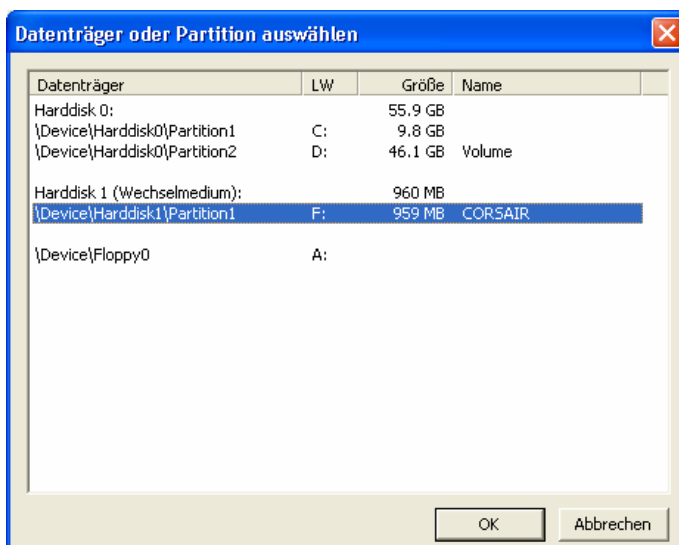 Datenträger oder Partition auswählen
Datenträger LW Größe Name
Harddisk 0: 55.9 GB
\Device\Harddisk0\Partition1 C: 9.8 GB
\Device\Harddisk0\Partition2 D: 46.1 GB Volume
Harddisk 1 (Wechselmedium): 960 MB
\Device\Harddisk1\Partition1 F: 959 MB CORSAIR
\Device\Floppy0 A:
OK Abbrechen